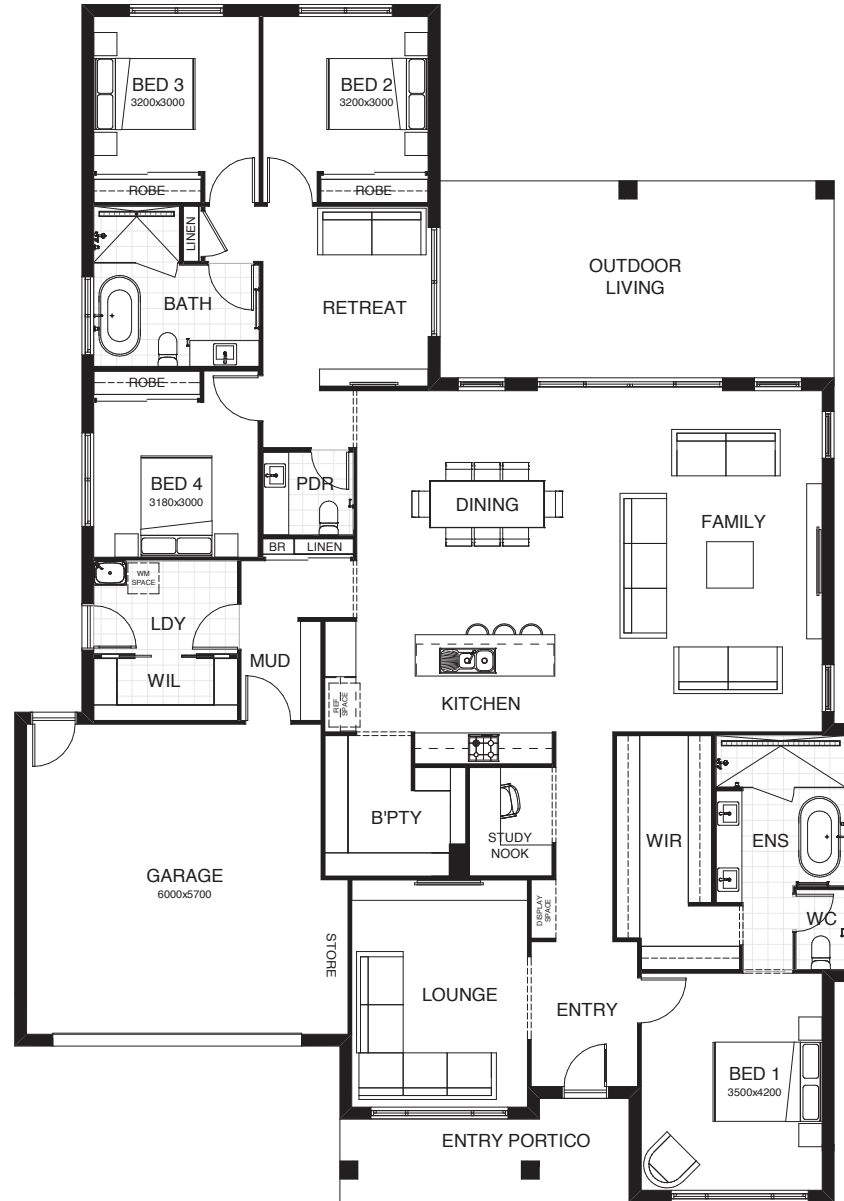 BED 3
3200x3000
BED 2
3200x3000
ROBE
ROBE
LINEN
BATH
RETREAT
OUTDOOR
LIVING
ROBE
BED 4
3180x3000
PDR
BR
LINEN
DINING
FAMILY
WM
SPACE
LDY
WIL
MUD
REF
SPACE
KITCHEN
B'PTY
STUDY
NOOK
WIR
ENS
WC
GARAGE
6000x5700
STORE
DISPLAY
SPACE
LOUNGE
ENTRY
BED 1
3500x4200
ENTRY PORTICO